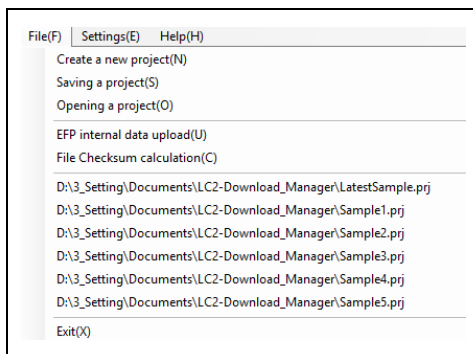 File(F) Settings(E) Help(H)
Create a new project(N)
Saving a project(S)
Opening a project(O)
EFP internal data upload(U)
File Checksum calculation(C)
D:\3_Setting\Documents\LC2-Download_Manager\LatestSample.prj
D:\3_Setting\Documents\LC2-Download_Manager\Sample1.prj
D:\3_Setting\Documents\LC2-Download_Manager\Sample2.prj
D:\3_Setting\Documents\LC2-Download_Manager\Sample3.prj
D:\3_Setting\Documents\LC2-Download_Manager\Sample4.prj
D:\3_Setting\Documents\LC2-Download_Manager\Sample5.prj
Exit(X)